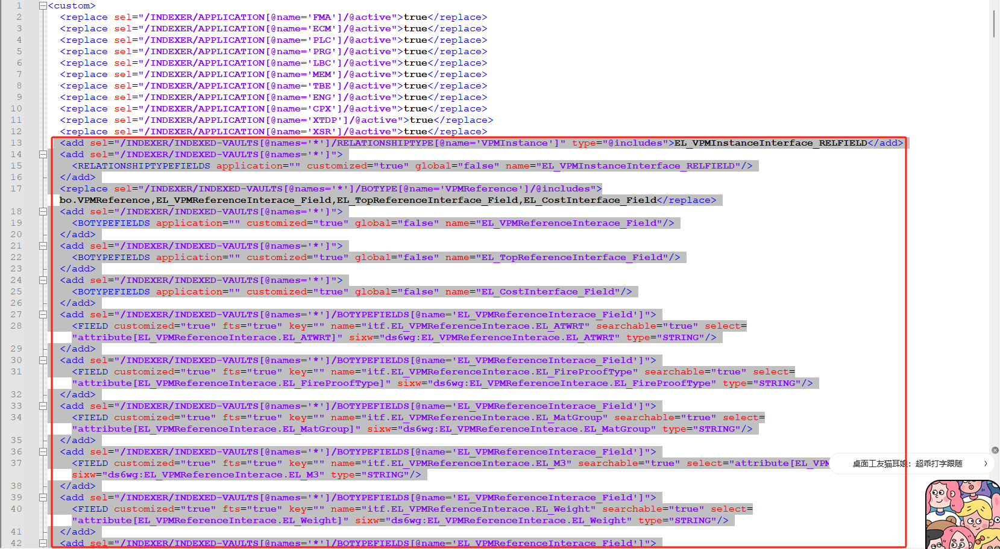 1 <custom>
2 <replace sel="/INDEXER/APPLICATION[@name='FMA']/@active">true</replace>
3 <replace sel="/INDEXER/APPLICATION[@name='ECM']/@active">true</replace>
4 <replace sel="/INDEXER/APPLICATION[@name='PLC']/@active">true</replace>
5 <replace sel="/INDEXER/APPLICATION[@name='PRG']/@active">true</replace>
6 <replace sel="/INDEXER/APPLICATION[@name='LBC']/@active">true</replace>
7 <replace sel="/INDEXER/APPLICATION[@name='MEM']/@active">true</replace>
8 <replace sel="/INDEXER/APPLICATION[@name='TBE']/@active">true</replace>
9 <replace sel="/INDEXER/APPLICATION[@name='ENG']/@active">true</replace>
10 <replace sel="/INDEXER/APPLICATION[@name='CPX']/@active">true</replace>
11 <replace sel="/INDEXER/APPLICATION[@name='XTDP']/@active">true</replace>
12 <replace sel="/INDEXER/APPLICATION[@name='XSR']/@active">true</replace>
13 <add sel="/INDEXER/INDEXED-VAULTS[@names='*']/RELATIONSHIPTYPE[@name='VPMInstance']" type="@includes">EL_VPMInstanceInterface_RELFIELD</add>
14 <add sel="/INDEXER/INDEXED-VAULTS[@names='*']">
15 <RELATIONSHIPTYPEFIELDS application="" customized="true" global="false" name="EL_VPMInstanceInterface_RELFIELD"/>
16 </add>
17 <replace sel="/INDEXER/INDEXED-VAULTS[@names='*']/BOTYPE[@name='VPMReference']/@includes">
bo.VPMReference,EL_VPMReferenceInterace_Field,EL_TopReferenceInterface_Field,EL_CostInterface_Field</replace>
18 <add sel="/INDEXER/INDEXED-VAULTS[@names='*']">
19 <BOTYPEFIELDS application="" customized="true" global="false" name="EL_VPMReferenceInterace_Field"/>
20 </add>
21 <add sel="/INDEXER/INDEXED-VAULTS[@names='*']">
22 <BOTYPEFIELDS application="" customized="true" global="false" name="EL_TopReferenceInterface_Field"/>
23 </add>
24 <add sel="/INDEXER/INDEXED-VAULTS[@names='*']">
25 <BOTYPEFIELDS application="" customized="true" global="false" name="EL_CostInterface_Field"/>
26 </add>
27 <add sel="/INDEXER/INDEXED-VAULTS[@names='*']/BOTYPEFIELDS[@name='EL_VPMReferenceInterace_Field']">
28 <FIELD customized="true" fts="true" key="" name="itf.EL_VPMReferenceInterace.EL_ATWRT" searchable="true" select=
"attribute[EL_VPMReferenceInterace.EL_ATWRT]" sixw="ds6wg:EL_VPMReferenceInterace.EL_ATWRT" type="STRING"/>
29 </add>
30 <add sel="/INDEXER/INDEXED-VAULTS[@names='*']/BOTYPEFIELDS[@name='EL_VPMReferenceInterace_Field']">
31 <FIELD customized="true" fts="true" key="" name="itf.EL_VPMReferenceInterace.EL_FireProofType" searchable="true" select=
"attribute[EL_VPMReferenceInterace.EL_FireProofType]" sixw="ds6wg:EL_VPMReferenceInterace.EL_FireProofType" type="STRING"/>
32 </add>
33 <add sel="/INDEXER/INDEXED-VAULTS[@names='*']/BOTYPEFIELDS[@name='EL_VPMReferenceInterace_Field']">
34 <FIELD customized="true" fts="true" key="" name="itf.EL_VPMReferenceInterace.EL_MatGroup" searchable="true" select=
"attribute[EL_VPMReferenceInterace.EL_MatGroup]" sixw="ds6wg:EL_VPMReferenceInterace.EL_MatGroup" type="STRING"/>
35 </add>
36 <add sel="/INDEXER/INDEXED-VAULTS[@names='*']/BOTYPEFIELDS[@name='EL_VPMReferenceInterace_Field']">
37 <FIELD customized="true" fts="true" key="" name="itf.EL_VPMReferenceInterace.EL_M3" searchable="true" select="attribute[EL_VPM
桌面工友猫耳娘：超乖打字跟随
sixw="ds6wg:EL_VPMReferenceInterace.EL_M3" type="STRING"/>
38 </add>
39 <add sel="/INDEXER/INDEXED-VAULTS[@names='*']/BOTYPEFIELDS[@name='EL_VPMReferenceInterace_Field']">
40 <FIELD customized="true" fts="true" key="" name="itf.EL_VPMReferenceInterace.EL_Weight" searchable="true" select=
"attribute[EL_VPMReferenceInterace.EL_Weight]" sixw="ds6wg:EL_VPMReferenceInterace.EL_Weight" type="STRING"/>
41 </add>
42 <add sel="/INDEXER/INDEXED-VAULTS[@names='*']/BOTYPEFIELDS[@name='EL_VPMReferenceInterace_Field']">